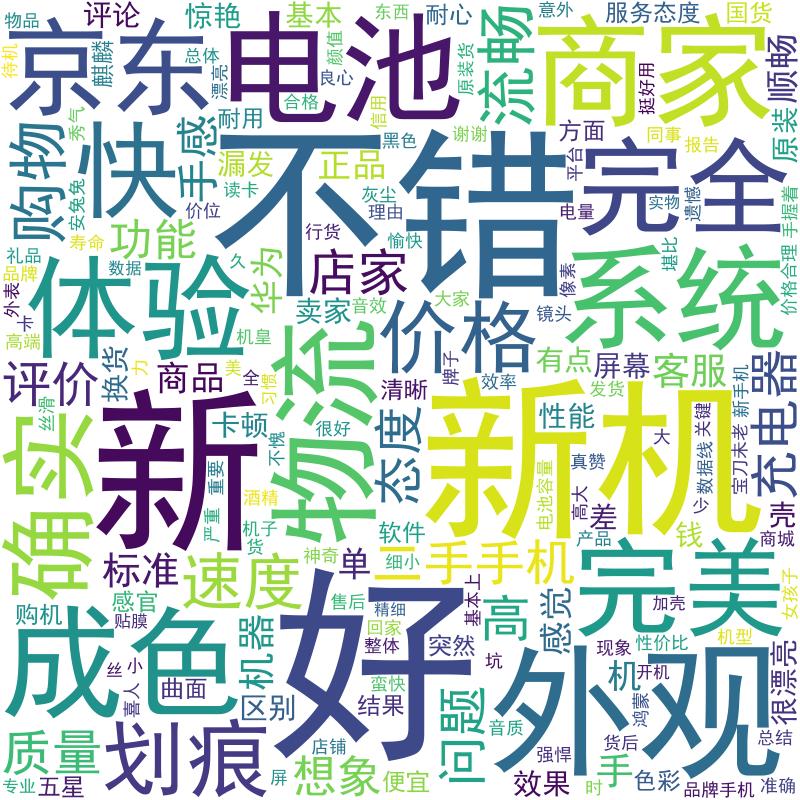 物品
评论
惊艳
基本
东西
耐心
意外
服务态度
国货
待机
麒麟
总体
漂亮
颜值
良心
原装货
流畅
京东
电池
商家
顺畅
合格
信用
挺好用
秀气
耐用
黑色
谢谢
方面
同事
报告
原装
购物
快
手感
漏发
正品
不错
平台
完全
安兔兔
读卡
灰尘
价位
理由
电量
实物
遗憾
手握着
礼品
寿命
功能
行货
愉快
堪比
品牌
数据
久
店家
系统
价格合理
外表
体验
华为
卖家
音效
大家
像素
卡
高端
机皇
价格
镜头
力
美
全
习惯
物流
牌子
效率
有点
屏幕
客服
评价
换货
商品
清晰
发货
充电器
丝滑
卡顿
很好
态度
性能
大
关键
新手机
确实
新
不愧
新机
真赞
数据线
宝刀未老
严重
重要
酒精
电池容量
高大
差
壳
机子
货
软件
产品
钱
商城
标准
速度
神奇
单
细小
二手手机
完美
购机
感官
贴膜
售后
精细
基本上
高
感觉
加壳
女孩子
成色
机器
好
回家
整体
突然
现象
性价比
机型
喜人
曲面
区别
蛮快
坑
外观
机
开机
很漂亮
结果
鸿蒙
质量
划痕
店铺
问题
音质
强悍
货后
总结
专业
五星
屏
想象
便宜
效果
时
手
色彩
品牌手机
准确